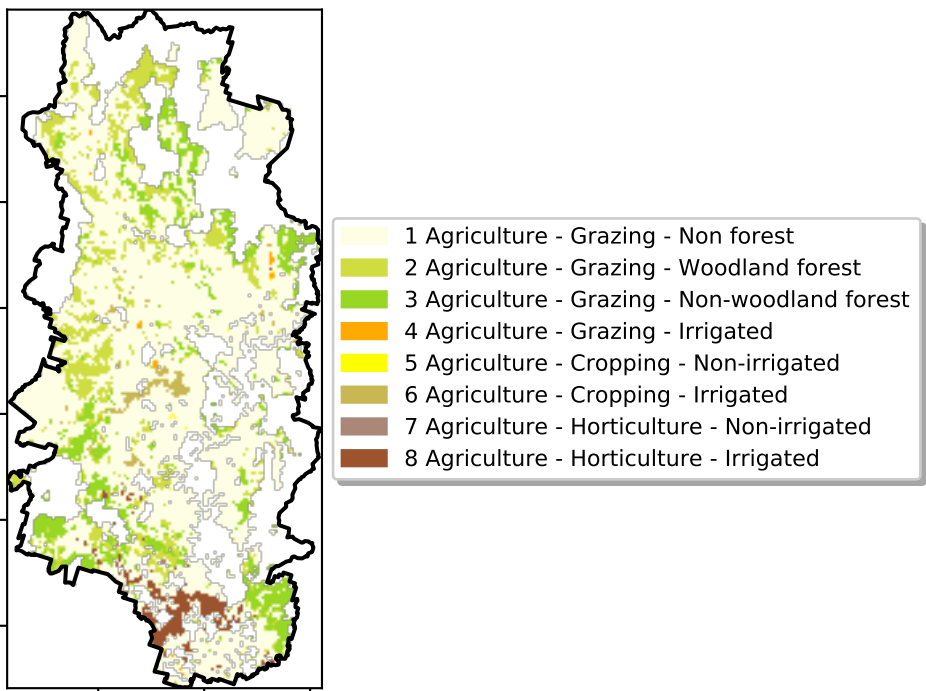 1 Agriculture - Grazing - Non forest
2 Agriculture - Grazing - Woodland forest
3 Agriculture - Grazing - Non-woodland forest
4 Agriculture - Grazing - Irrigated
5 Agriculture - Cropping - Non-irrigated
6 Agriculture - Cropping - Irrigated
7 Agriculture - Horticulture - Non-irrigated
8 Agriculture - Horticulture - Irrigated